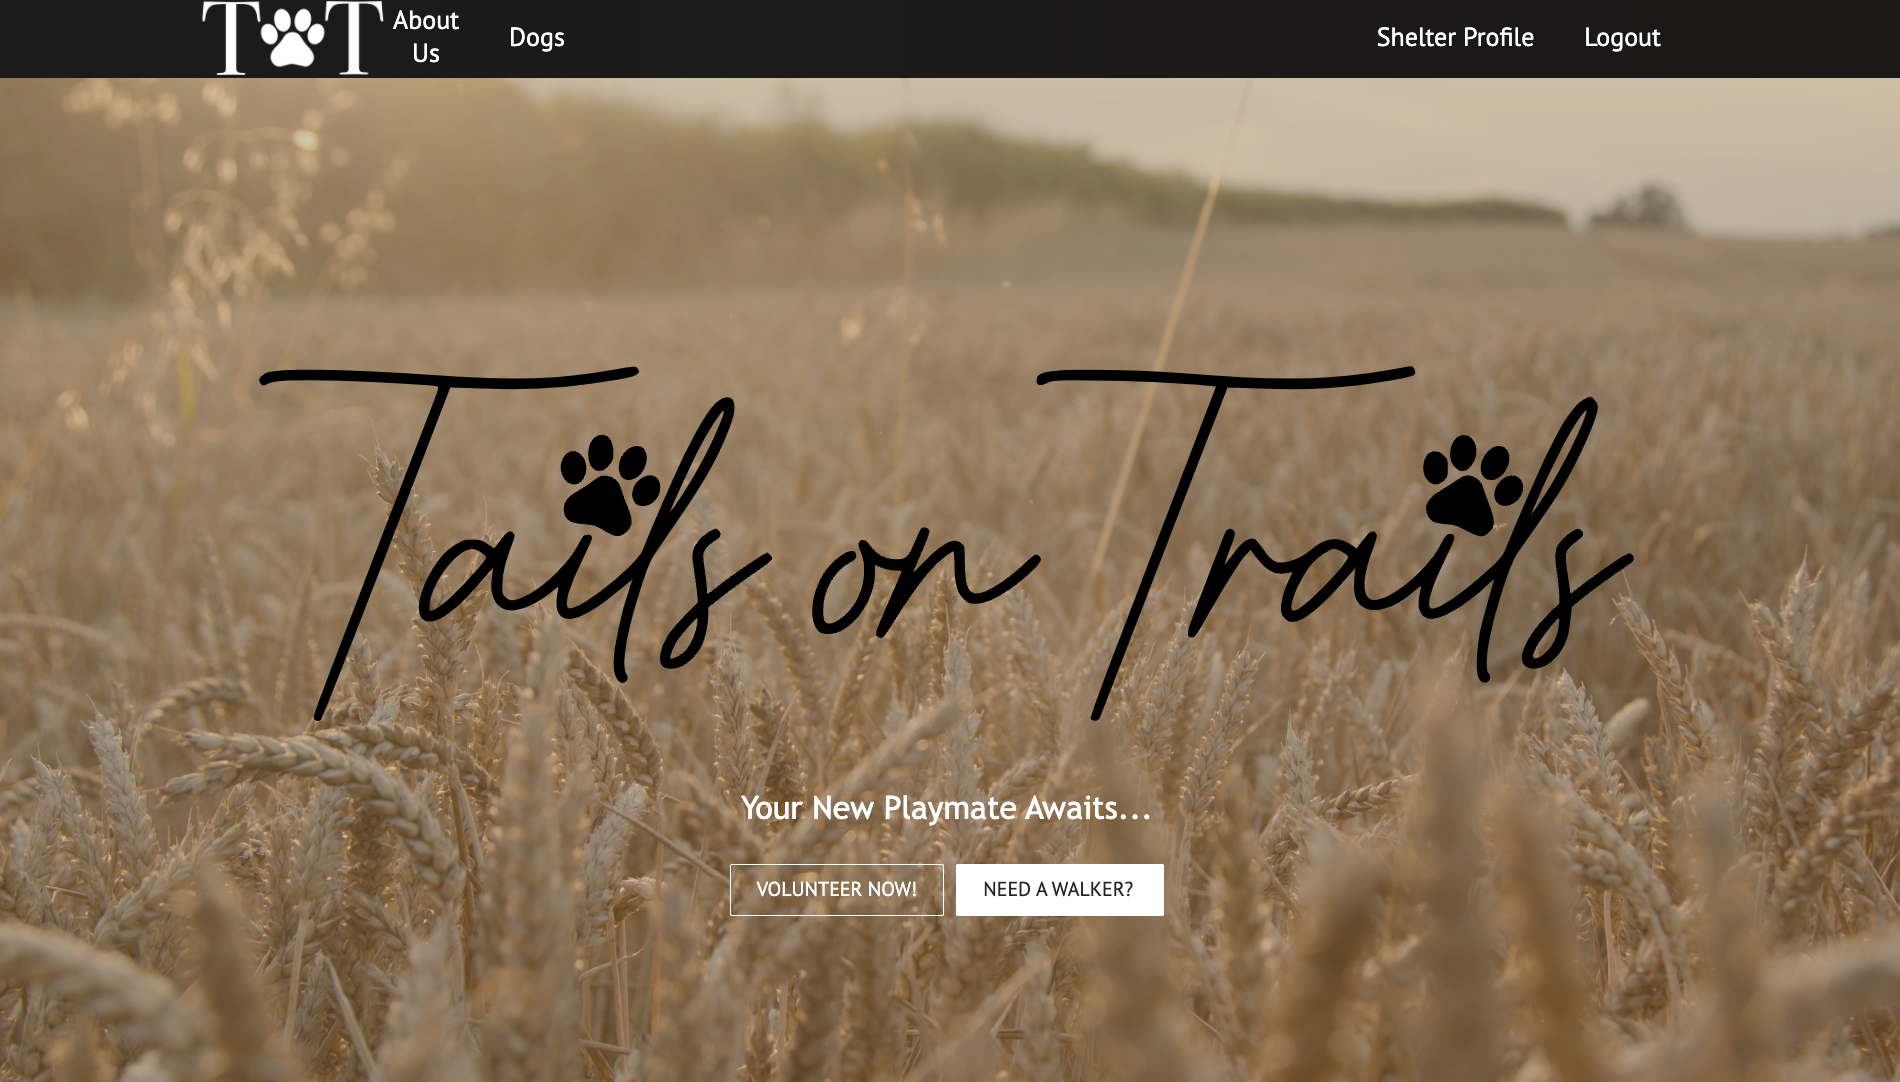 T T
About
Us
Dogs
Shelter Profile
Logout
Tails on Trails
Your New Playmate Awaits...
VOLUNTEER NOW!
NEED A WALKER?